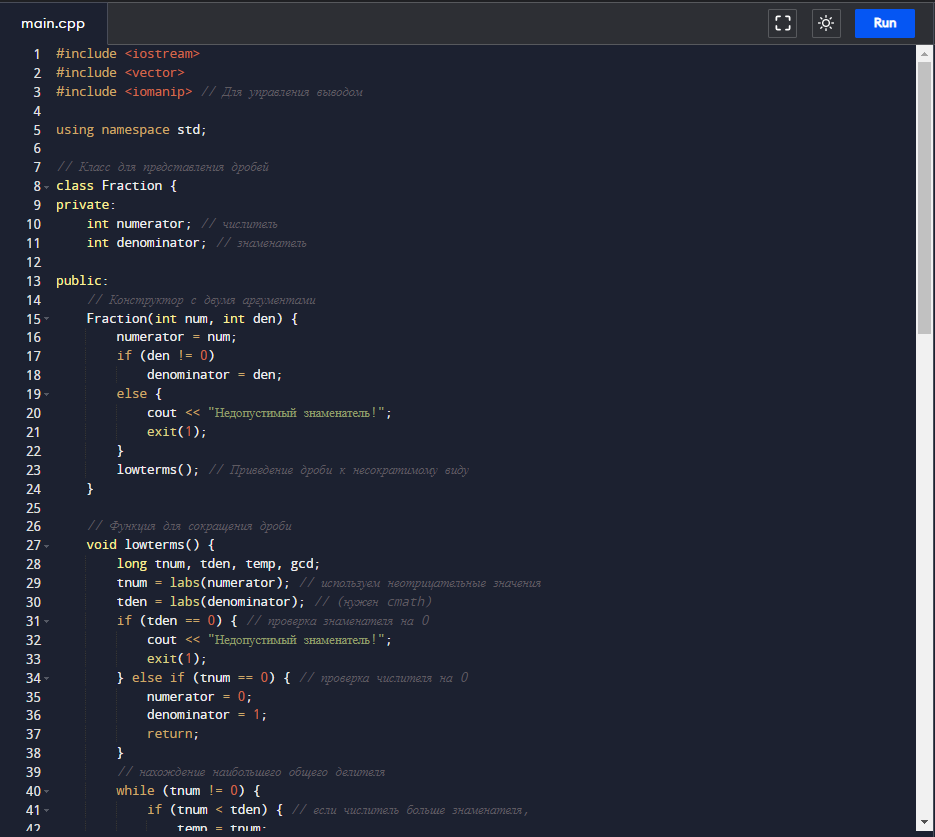 main.cpp
Run
1 #include <iostream>
2 #include <vector>
3 #include <iomanip> // Для управления выводом
4
5 using namespace std;
6
7 // Класс для представления дробей
8 class Fraction {
9 private:
10 int numerator; // числитель
11 int denominator; // знаменатель
12
13 public:
14 // Конструктор с двумя аргументами
15 Fraction(int num, int den) {
16 numerator = num;
17 if (den != 0)
18 denominator = den;
19 else {
20 cout << "Недопустимый знаменатель!";
21 exit(1);
22 }
23 lowterms(); // Приведение дроби к несократимому виду
24 }
25
26 // Функция для сокращения дроби
27 void lowterms() {
28 long tnum, tden, temp, gcd;
29 tnum = labs(numerator); // используем неотрицательные значения
30 tden = labs(denominator); // (нужен cmath)
31 if (tden == 0) { // проверка знаменателя на 0
32 cout << "Недопустимый знаменатель!";
33 exit(1);
34 } else if (tnum == 0) { // проверка числителя на 0
35 numerator = 0;
36 denominator = 1;
37 return;
38 }
39 // нахождение наибольшего общего делителя
40 while (tnum != 0) {
41 if (tnum < tden) { // если числитель больше знаменателя,
42 temp = tnum;